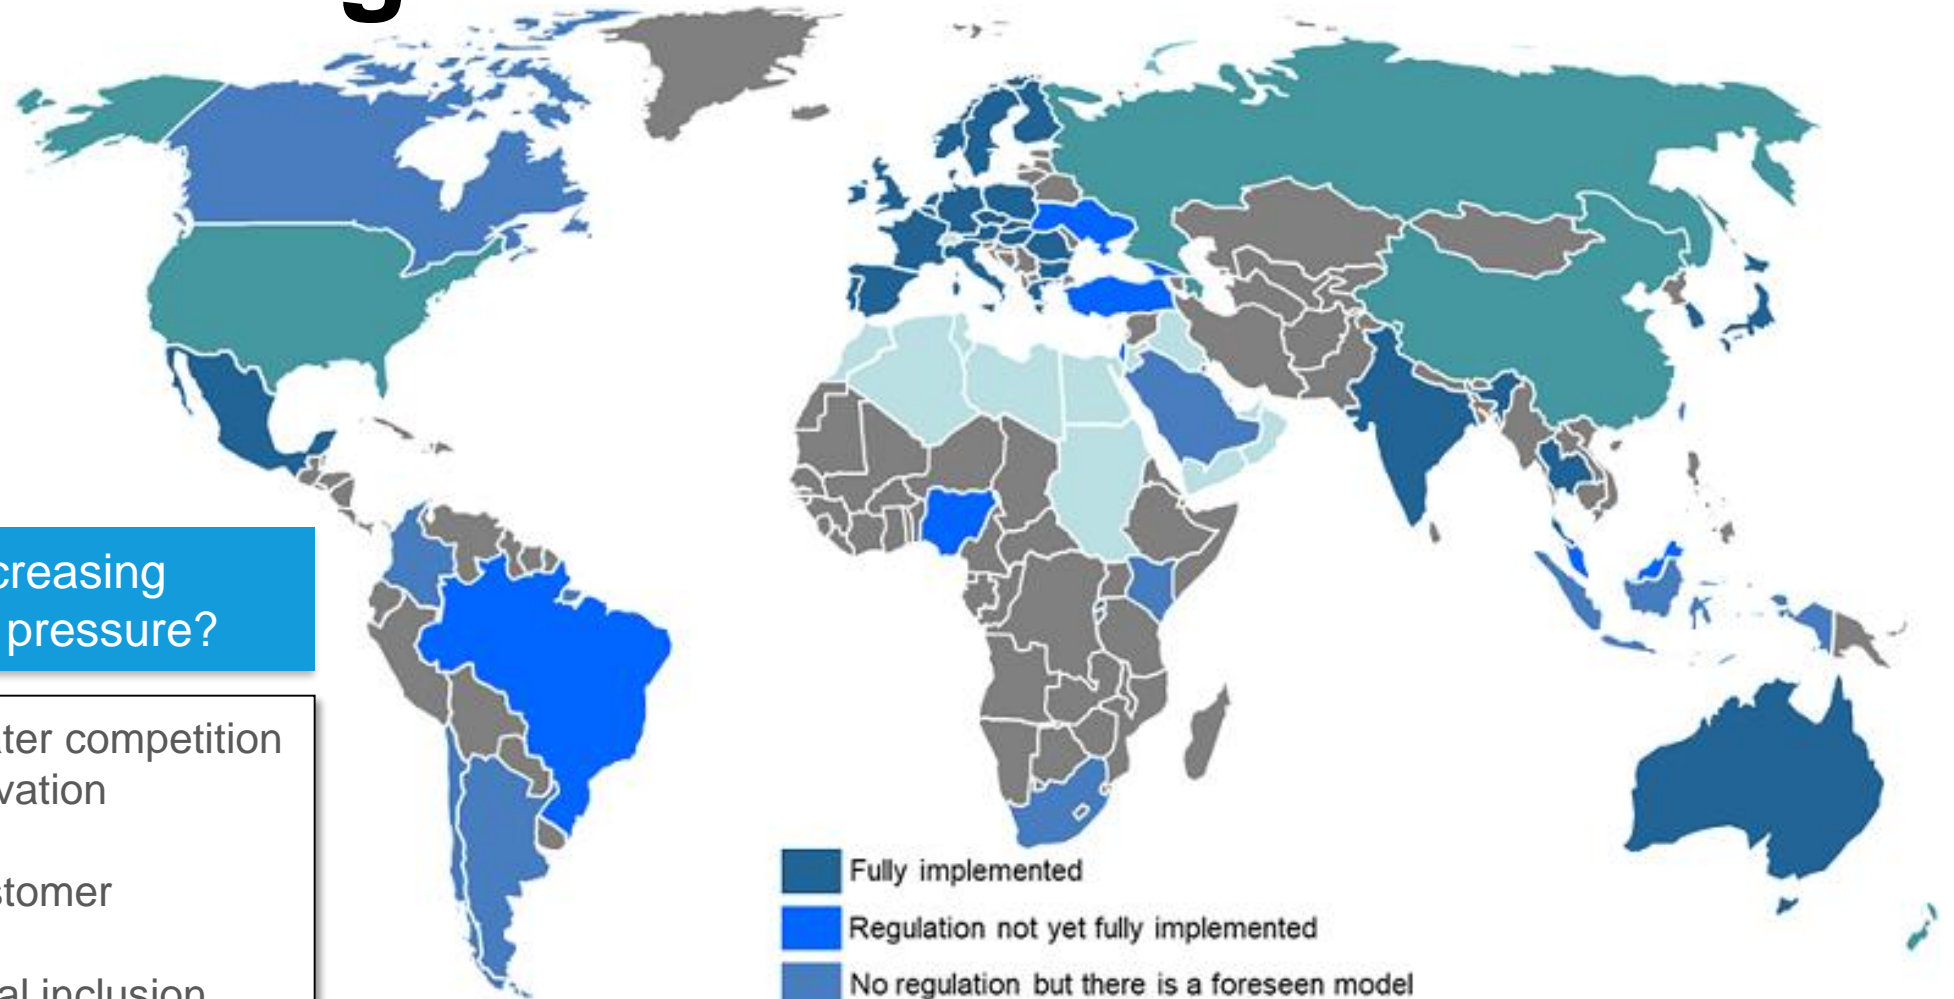 g
creasing
pressure?
ter competition
vation
stomer
al inclusion
Fully implemented
Regulation not yet fully implemented
No regulation but there is a foreseen model